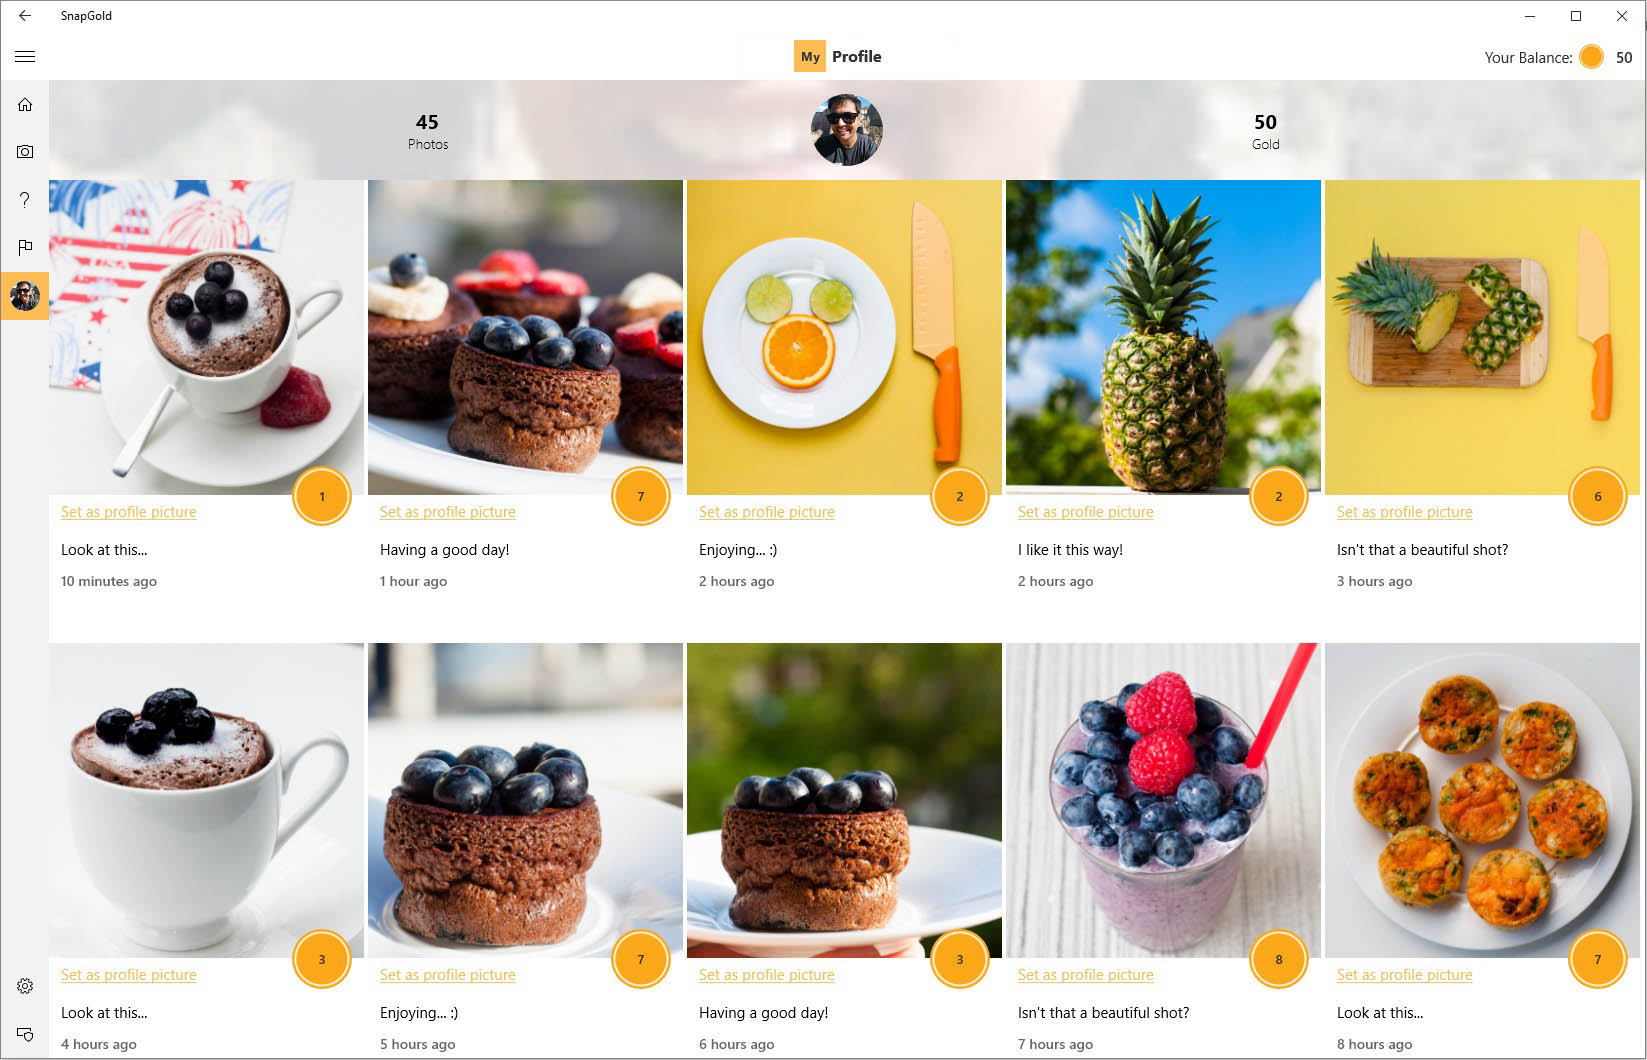 SnapGold
My Profile
Your Balance: 50
45
Photos
50
Gold
USA
1
7
2
2
6
Set as profile picture
Set as profile picture
Set as profile picture
Set as profile picture
Set as profile picture
Look at this...
Having a good day!
Enjoying... :)
I like it this way!
Isn't that a beautiful shot?
10 minutes ago
1 hour ago
2 hours ago
2 hours ago
3 hours ago
3
7
3
8
7
Set as profile picture
Set as profile picture
Set as profile picture
Set as profile picture
Set as profile picture
Look at this...
Enjoying... :)
Having a good day!
Isn't that a beautiful shot?
Look at this...
4 hours ago
5 hours ago
6 hours ago
7 hours ago
8 hours ago